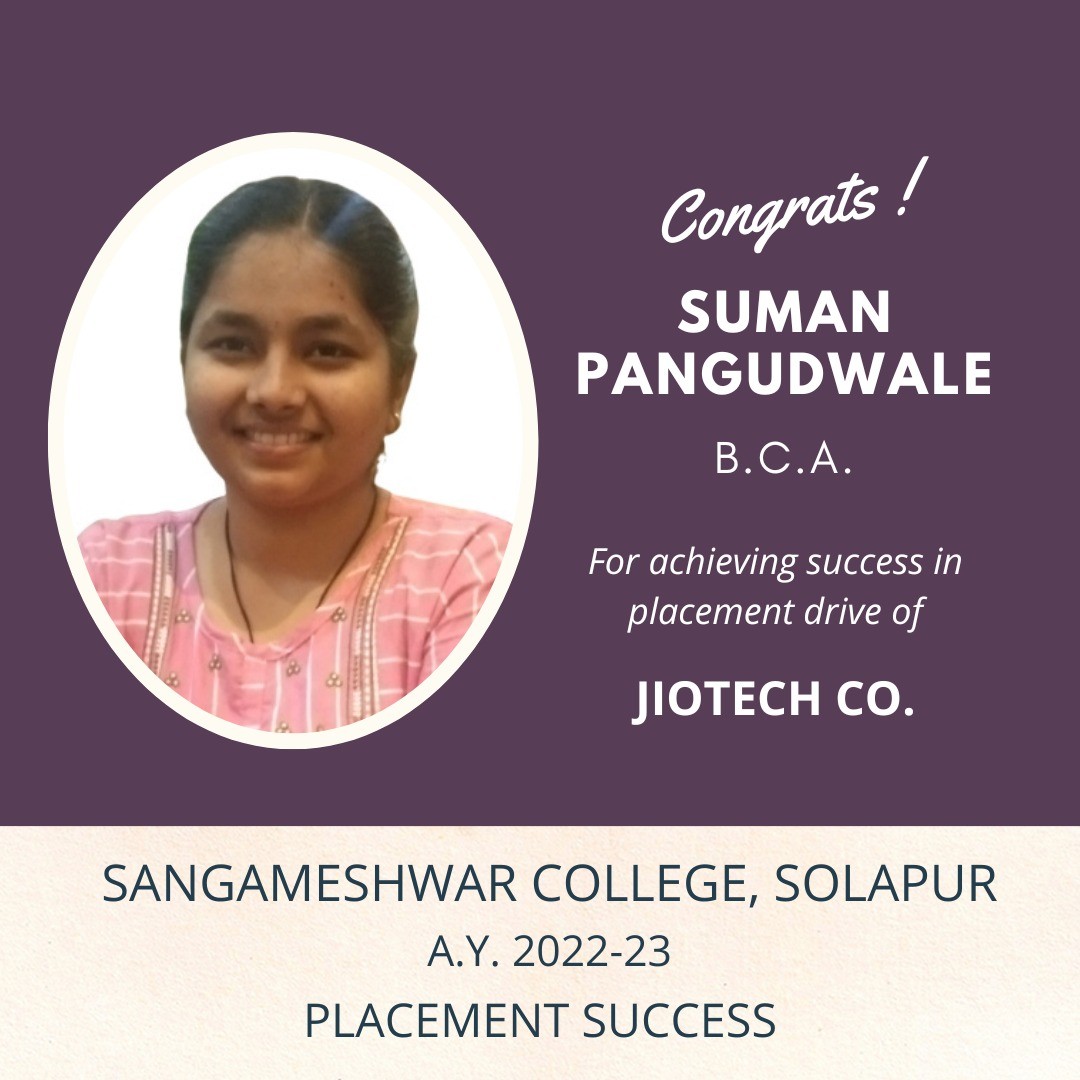 Congrats !
SUMAN
PANGUDWALE
B.C.A.
For achieving success in
placement drive of
JIOTECH CO.
SANGAMESHWAR COLLEGE, SOLAPUR
A.Y. 2022-23
PLACEMENT SUCCESS